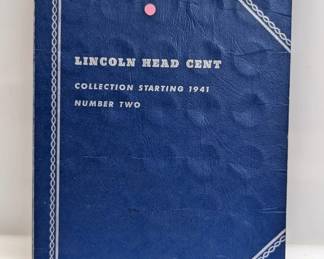 LINCOLN HEAD CENT
COLLECTION STARTING 1941
NUMBER TWO